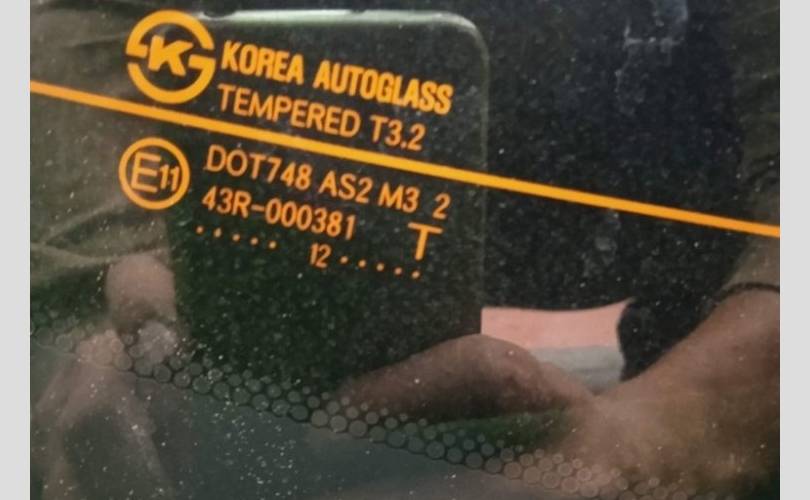 K
KOREA AUTOGLASS
TEMPERED T3.2
E11
DOT748 AS2 M3 2
43R-000381 T
..... 12 .....